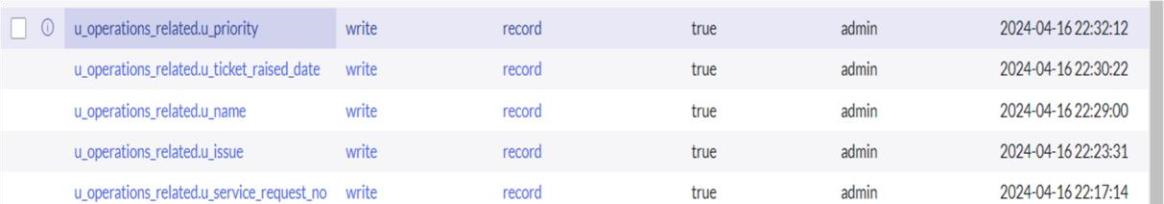 u_operations_related.u_priority write record true admin 2024-04-16 22:32:12
u_operations_related.u_ticket_raised_date write record true admin 2024-04-16 22:30:22
u_operations_related.u_name write record true admin 2024-04-16 22:29:00
u_operations_related.u_issue write record true admin 2024-04-16 22:23:31
u_operations_related.u_service_request_no write record true admin 2024-04-16 22:17:14